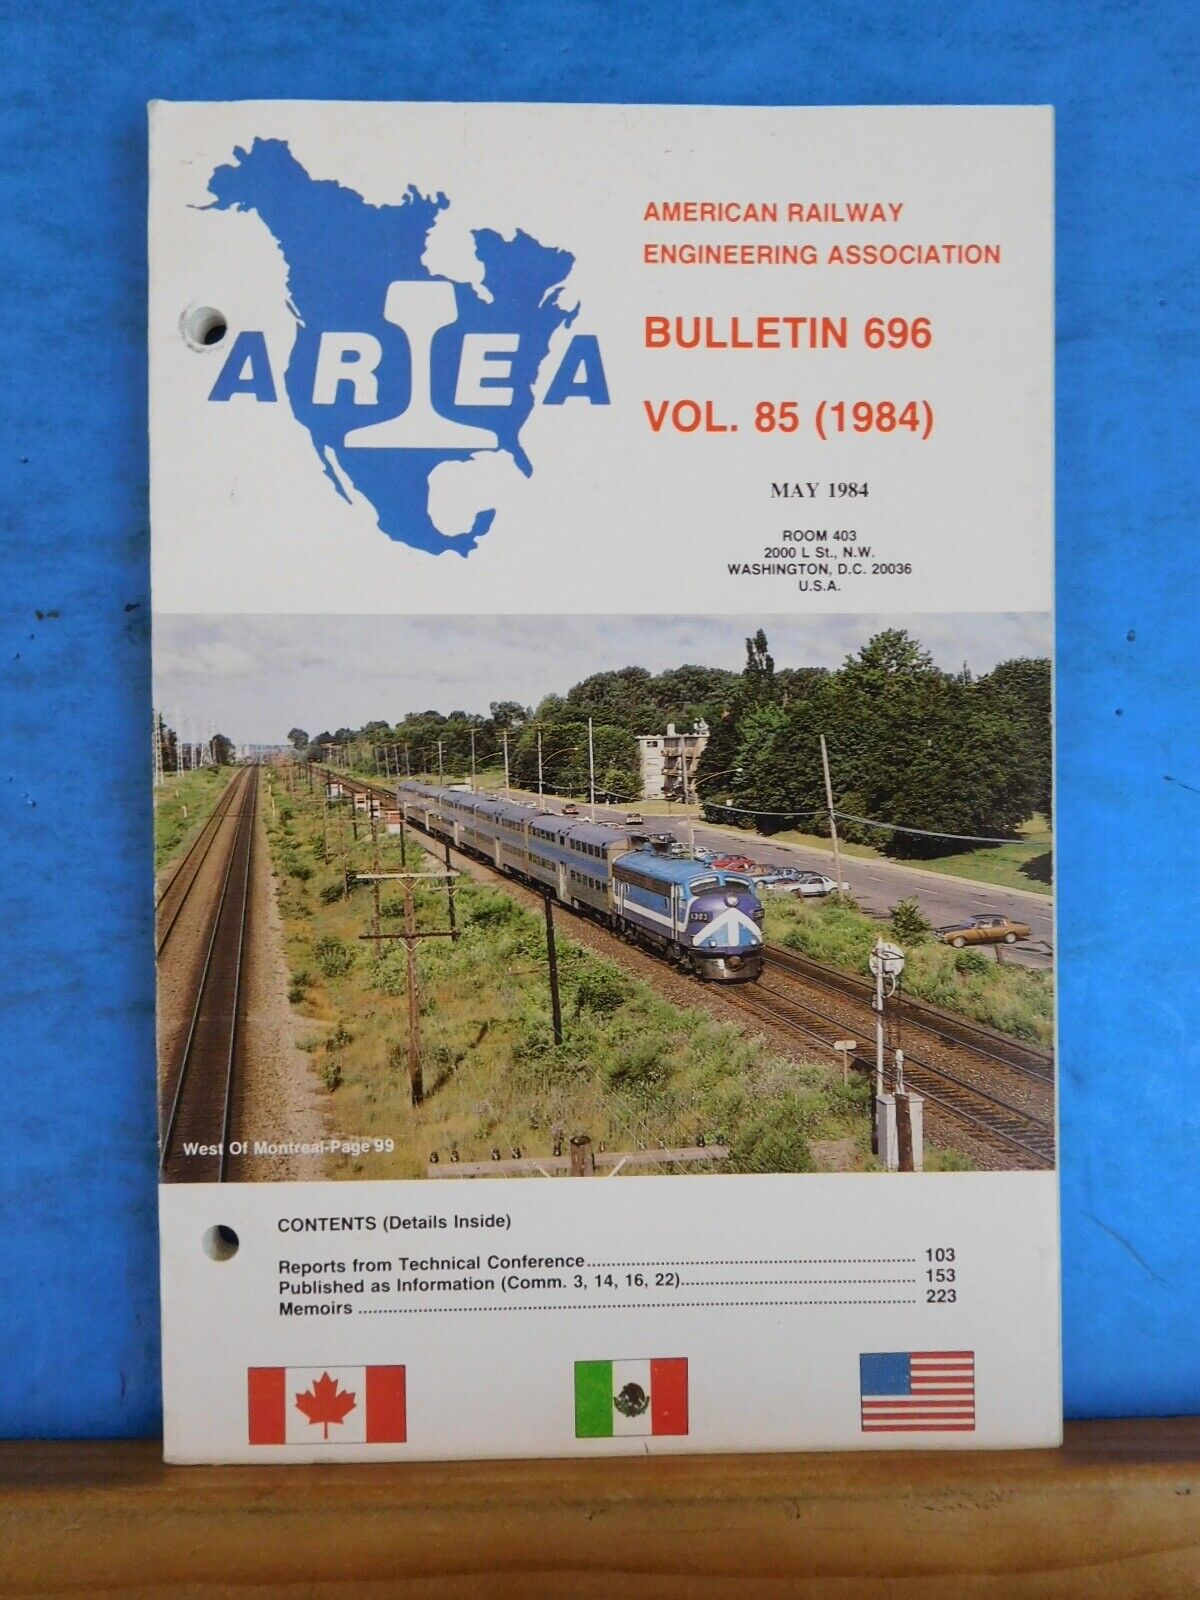 AREA
AMERICAN RAILWAY
ENGINEERING ASSOCIATION
BULLETIN 696
VOL. 85 (1984)
MAY 1984
ROOM 403
2000 L St., N.W.
WASHINGTON, D.C. 20036
U.S.A.
1303
West Of Montreal-Page 99
CONTENTS (Details Inside)
Reports from Technical Conference.......... 103
Published as Information (Comm. 3, 14, 16, 22).......... 153
Memoirs .......... 223